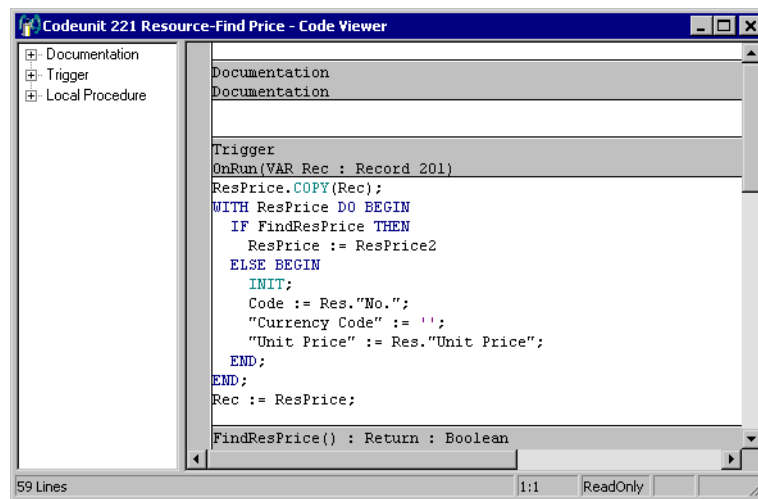 Codeunit 221 Resource-Find Price - Code Viewer
Documentation
Trigger
Local Procedure
Documentation
Documentation
Trigger
OnRun(VAR Rec : Record 201)
ResPrice.COPY(Rec);
WITH ResPrice DO BEGIN
  IF FindResPrice THEN
    ResPrice := ResPrice2
  ELSE BEGIN
    INIT;
    Code := Res."No.";
    "Currency Code" := '';
    "Unit Price" := Res."Unit Price";
  END;
END;
Rec := ResPrice;
FindResPrice() : Return : Boolean
59 Lines
1:1
ReadOnly